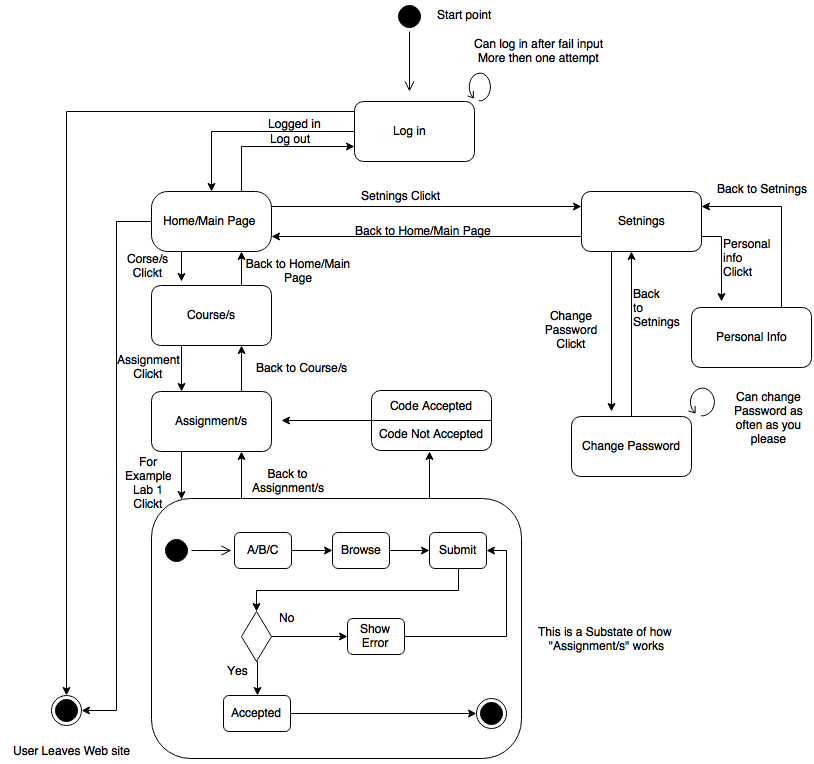 Start point
Can log in after fail input
More then one attempt
Log in
Logged in
Log out
Setnings Clickt
Back to Setnings
Home/Main Page
Setnings
Back to Home/Main Page
Personal
info
Clickt
Corse/s
Clickt
Back to Home/Main
Page
Back
to
Setnings
Course/s
Change
Password
Clickt
Personal Info
Assignment
Clickt
Back to Course/s
Can change
Password as
often as you
please
Code Accepted
Code Not Accepted
Assignment/s
Change Password
For
Example
Lab 1
Clickt
Back to
Assignment/s
A/B/C
Browse
Submit
No
Show
Error
This is a Substate of how
"Assignment/s" works
Yes
Accepted
User Leaves Web site